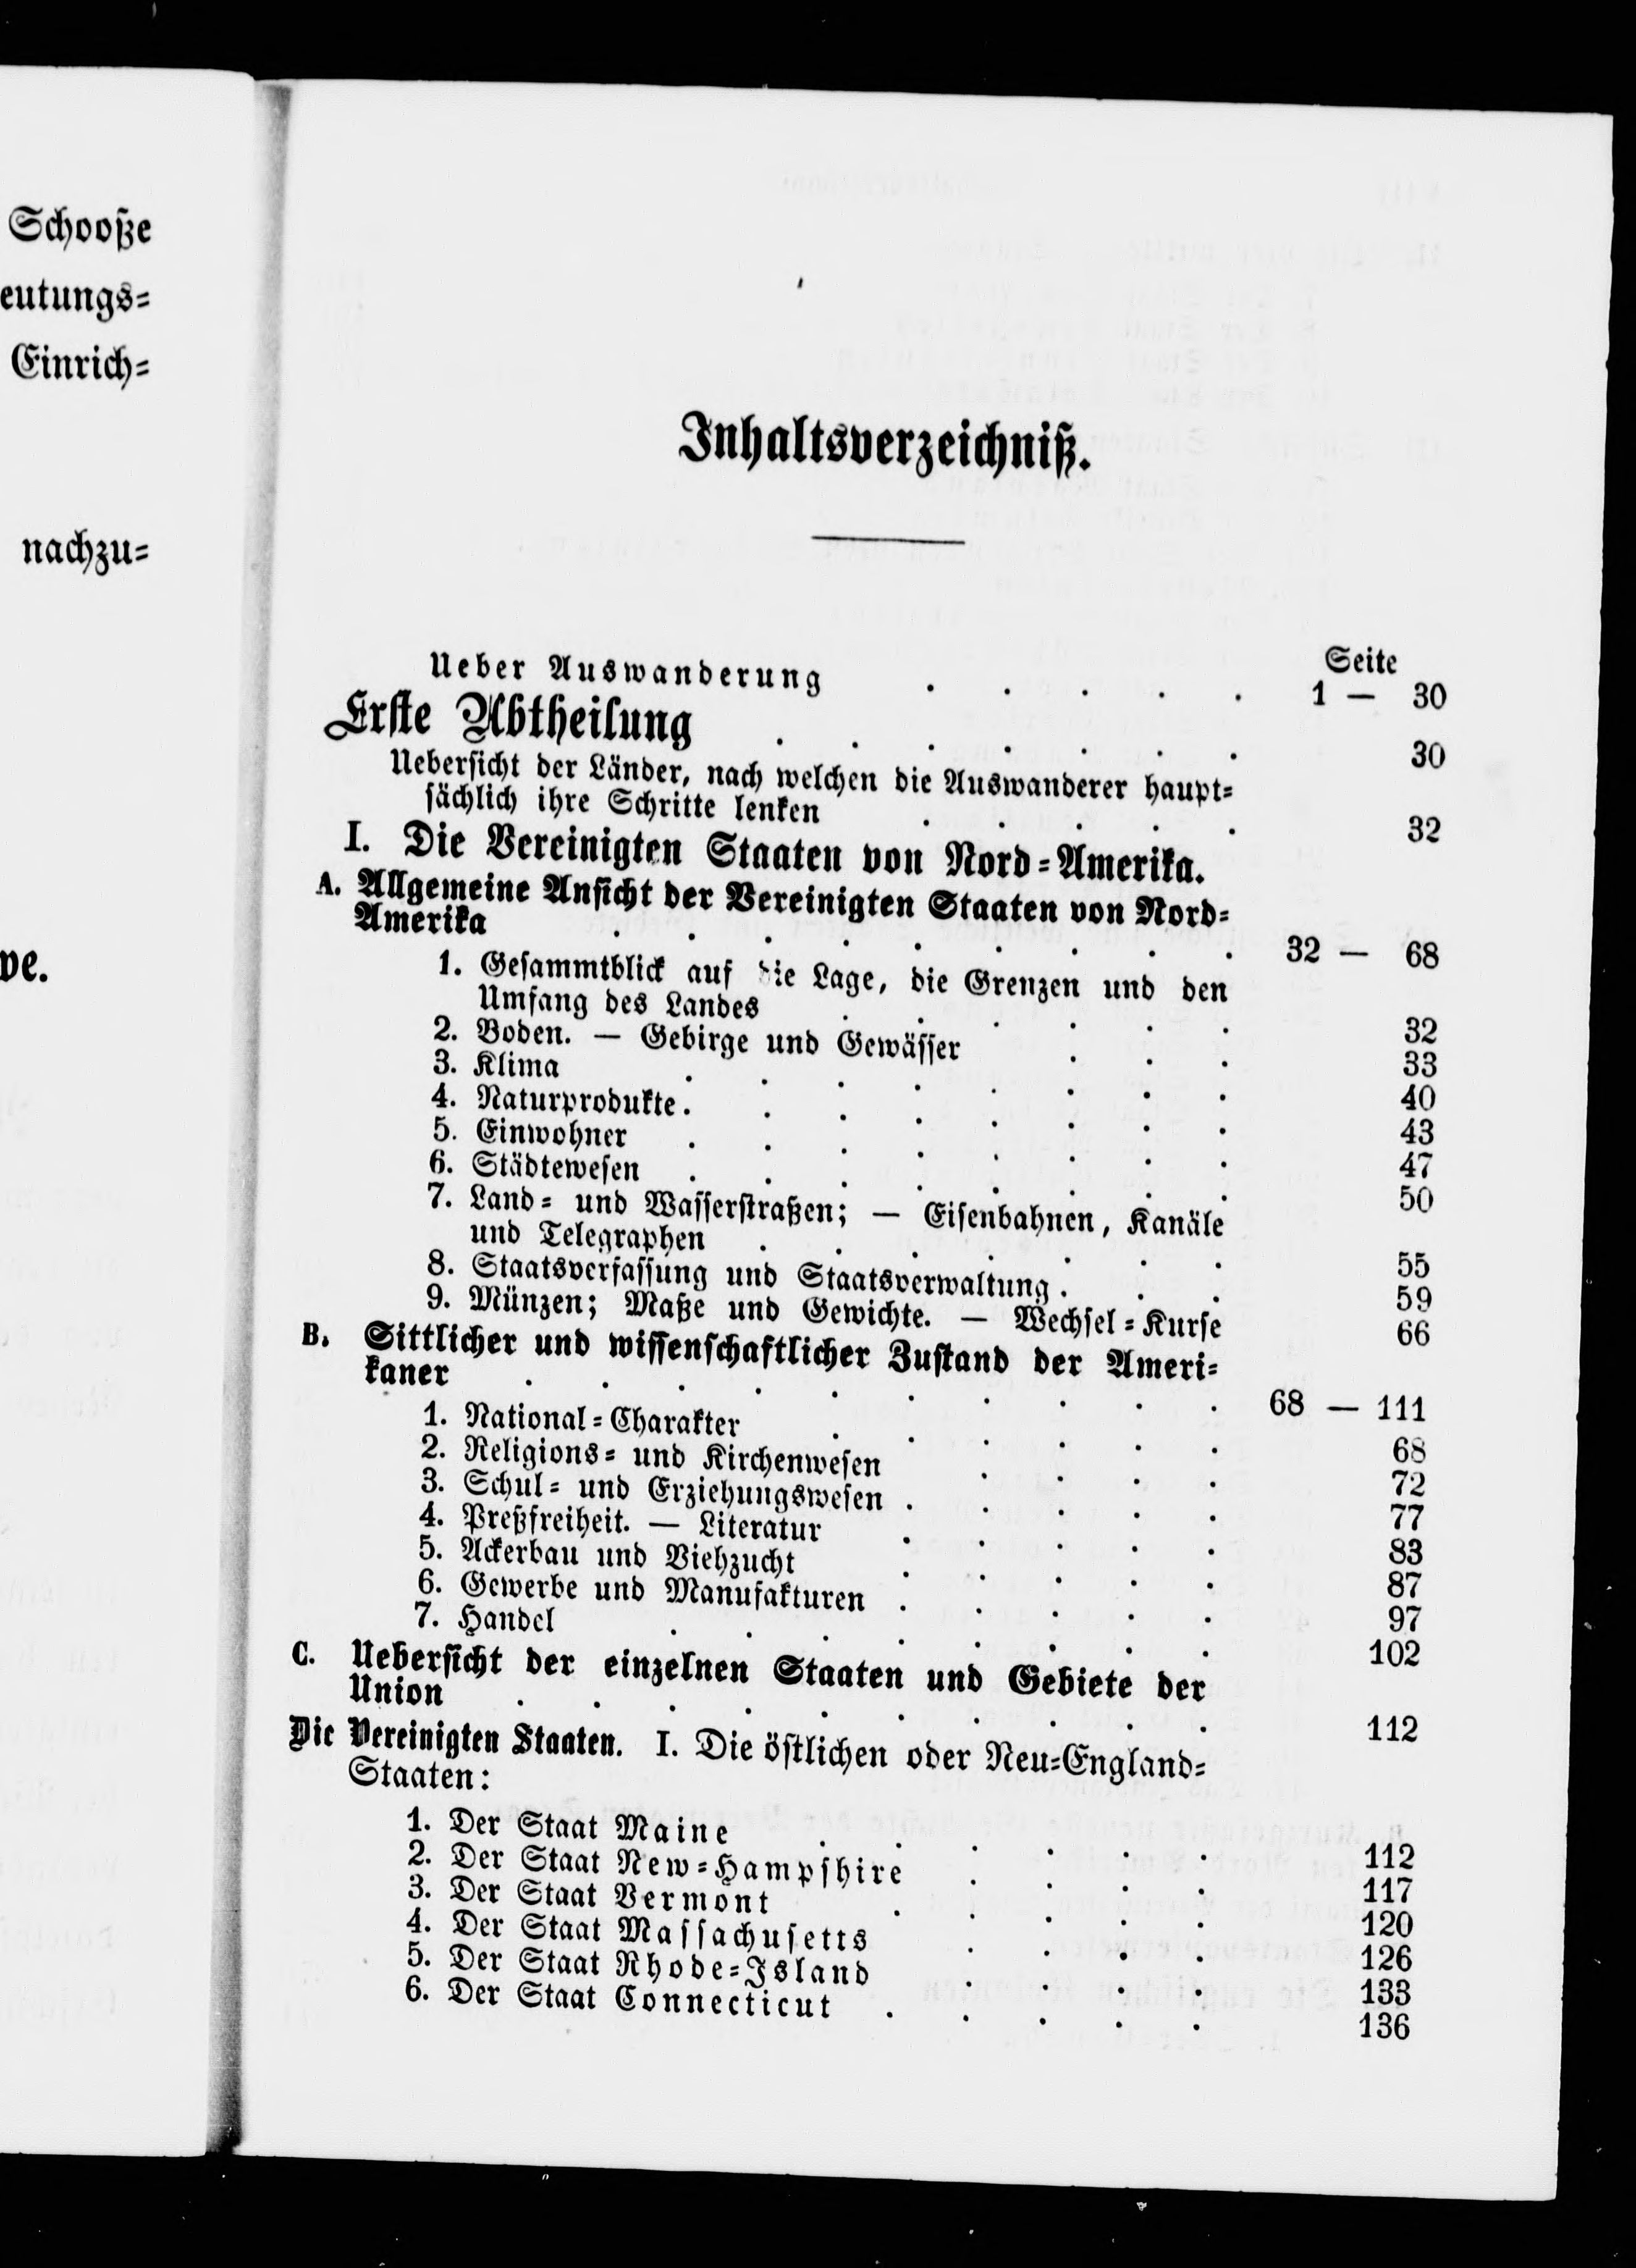 Schooße
eutungs=
Einrich=
nachzu=
ve.
Inhaltsverzeichniß.
Seite
Ueber Auswanderung . . . . . 1 — 30
Erste Abtheilung . . . . . . . 30
Uebersicht der Länder, nach welchen die Auswanderer haupt=
sächlich ihre Schritte lenken . . . . . 32
I. Die Vereinigten Staaten von Nord=Amerika.
A. Allgemeine Ansicht der Vereinigten Staaten von Nord=
Amerika . . . . . . . . . 32 — 68
1. Gesammtblick auf die Lage, die Grenzen und den
Umfang des Landes . . . . . . 32
2. Boden. — Gebirge und Gewässer . . . 33
3. Klima . . . . . . . . 40
4. Naturprodukte . . . . . . . . 43
5. Einwohner . . . . . . . . 47
6. Städtewesen . . . . . . . . 50
7. Land= und Wasserstraßen; — Eisenbahnen, Kanäle
und Telegraphen . . . . . . . 55
8. Staatsverfassung und Staatsverwaltung . . . 59
9. Münzen; Maße und Gewichte. — Wechsel=Kurse 66
B. Sittlicher und wissenschaftlicher Zustand der Ameri=
kaner . . . . . . . . . . 68 — 111
1. National=Charakter . . . . . . 68
2. Religions= und Kirchenwesen . . . . 72
3. Schul= und Erziehungswesen . . . . . 77
4. Preßfreiheit. — Literatur . . . . . 83
5. Ackerbau und Viehzucht . . . . . 87
6. Gewerbe und Manufakturen . . . . . 97
7. Handel . . . . . . . . 102
C. Uebersicht der einzelnen Staaten und Gebiete der
Union . . . . . . . . . . 112
Die Vereinigten Staaten. I. Die östlichen oder Neu=England=
Staaten:
1. Der Staat Maine . . . . . . 112
2. Der Staat New=Hampshire . . . . 117
3. Der Staat Vermont . . . . . 120
4. Der Staat Massachusetts . . . . 126
5. Der Staat Rhode=Island . . . . 133
6. Der Staat Connecticut . . . . . 136